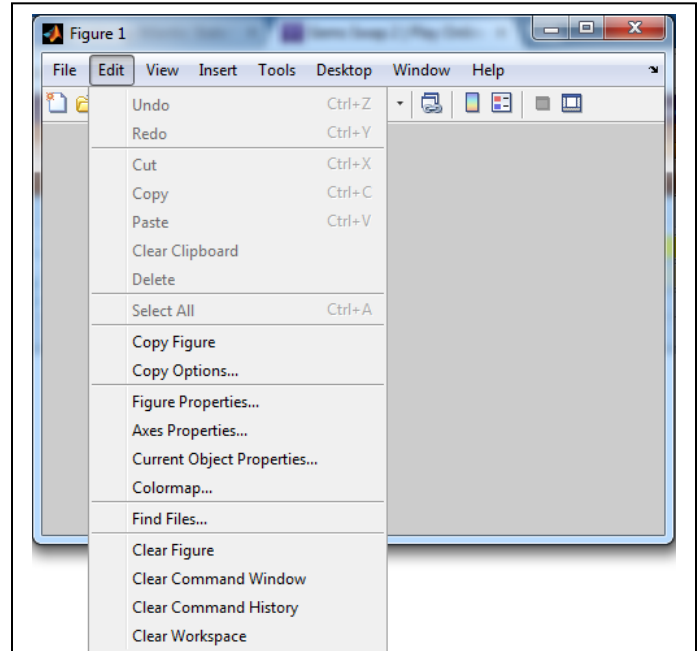 Figure 1
File Edit View Insert Tools Desktop Window Help
Undo Ctrl+Z
Redo Ctrl+Y
Cut Ctrl+X
Copy Ctrl+C
Paste Ctrl+V
Clear Clipboard
Delete
Select All Ctrl+A
Copy Figure
Copy Options...
Figure Properties...
Axes Properties...
Current Object Properties...
Colormap...
Find Files...
Clear Figure
Clear Command Window
Clear Command History
Clear Workspace